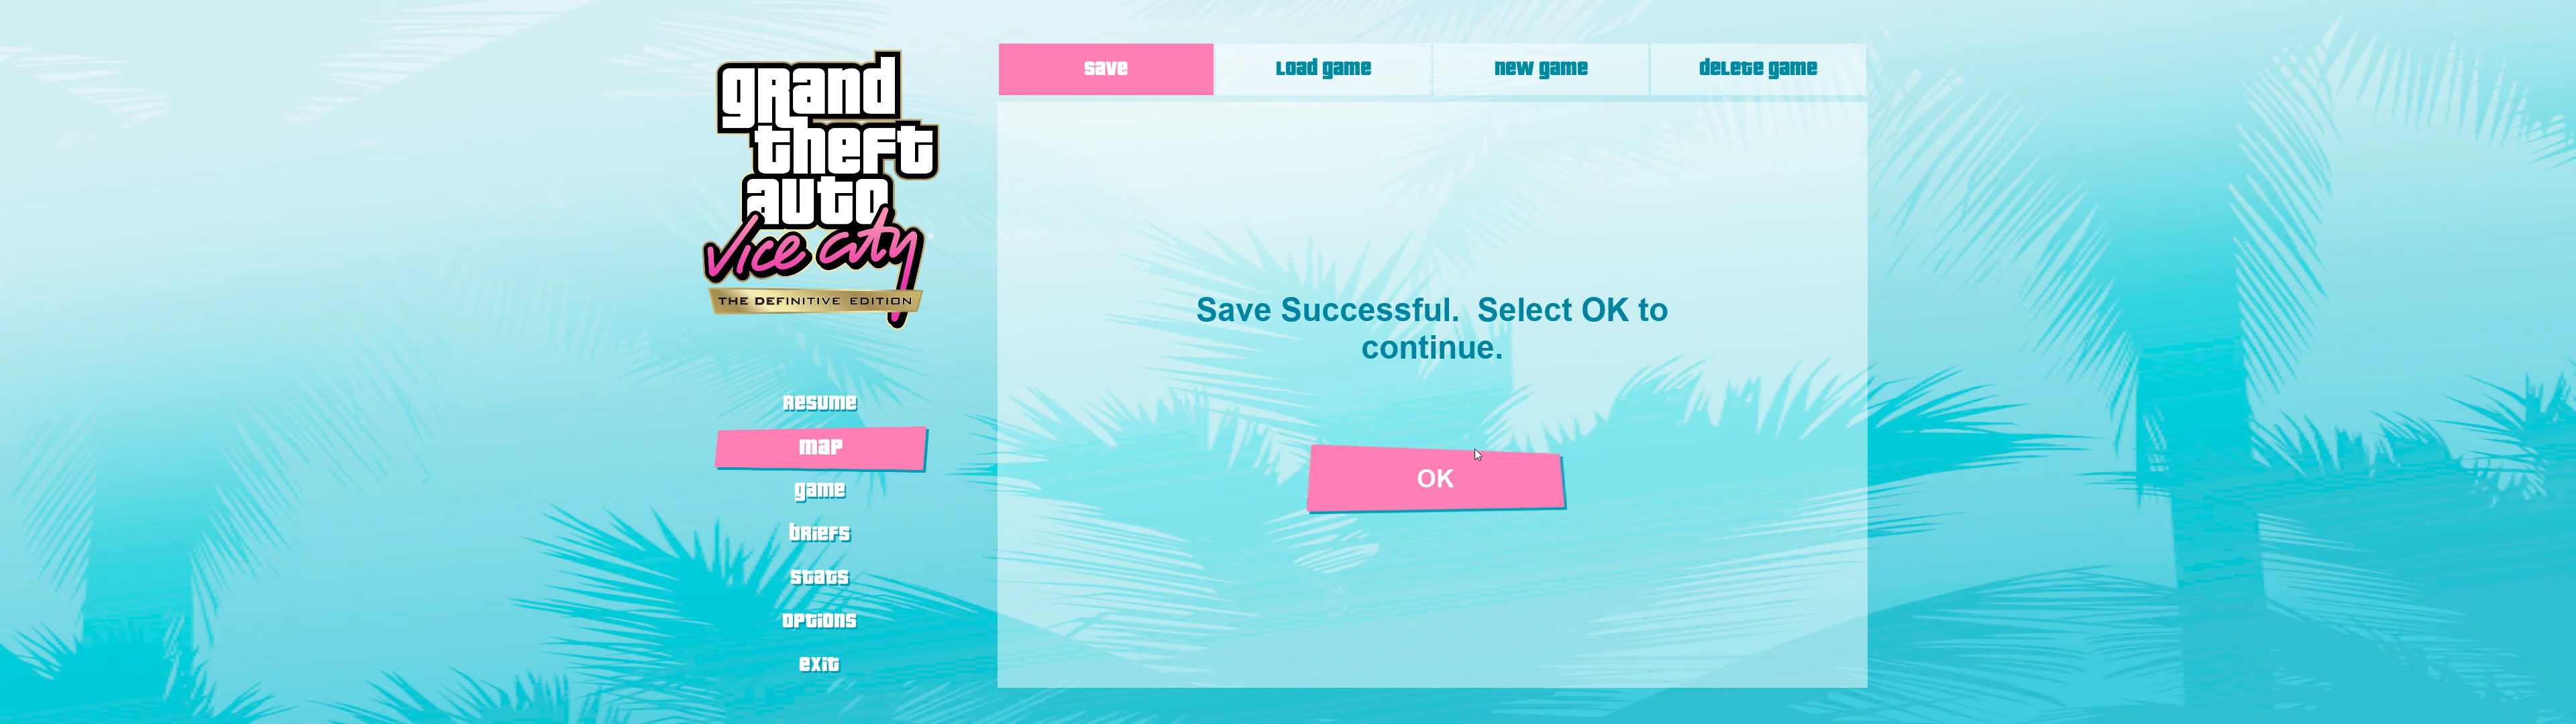 grand
theft
auto
vice city
THE DEFINITIVE EDITION
resume
map
game
briefs
stats
options
exit
save
load game
new game
delete game
Save Successful.  Select OK to
continue.
OK